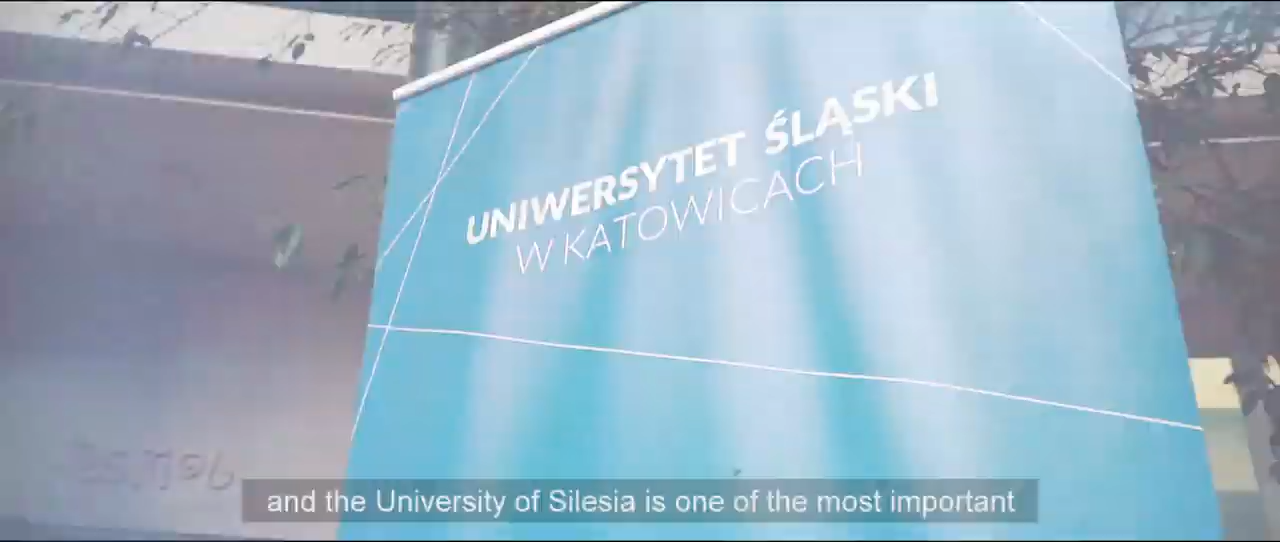 UNIWERSYTET ŚLĄSKI
W KATOWICACH
and the University of Silesia is one of the most important